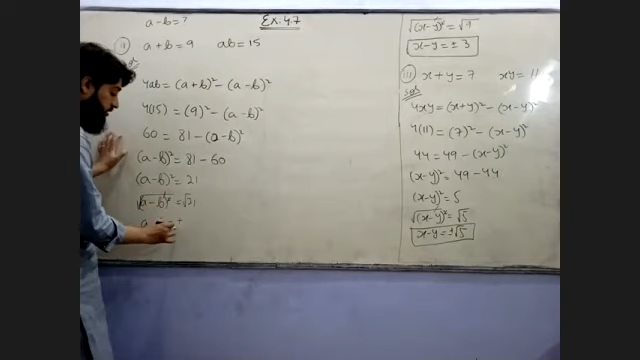 a-b=?
Ex:4.7
ii) a+b=9 ab=15
Sol:
4ab=(a+b)²-(a-b)²
4(15)=(9)²-(a-b)²
60=81-(a-b)²
(a-b)²=81-60
(a-b)²=21
√(a-b)²=√21
√(x-y)²=√9
x-y=±3
iii) x+y=7 xy=11
Sol:
4xy=(x+y)²-(x-y)²
4(11)=(7)²-(x-y)²
44=49-(x-y)²
(x-y)²=49-44
(x-y)²=5
√(x-y)²=√5
x-y=±√5